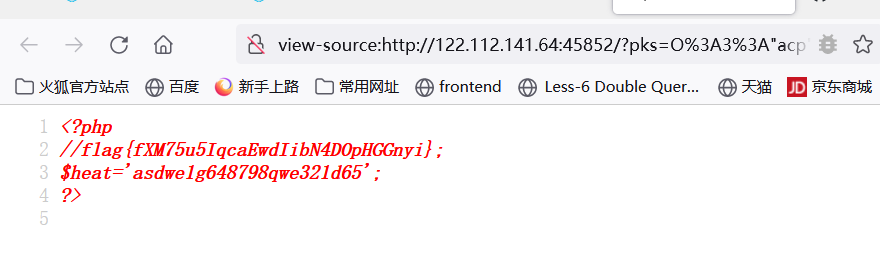 view-source:http://122.112.141.64:45852/?pks=O%3A3%3A"acp'
火狐官方站点 百度 新手上路 常用网址 frontend Less-6 Double Quer... 天猫 JD 京东商城
1 <?php
2 //flag{fXM75u5IqcaEwdIibN4DOpHGGnyi};
3 $heat='asdwe1g648798qwe321d65';
4 ?>
5